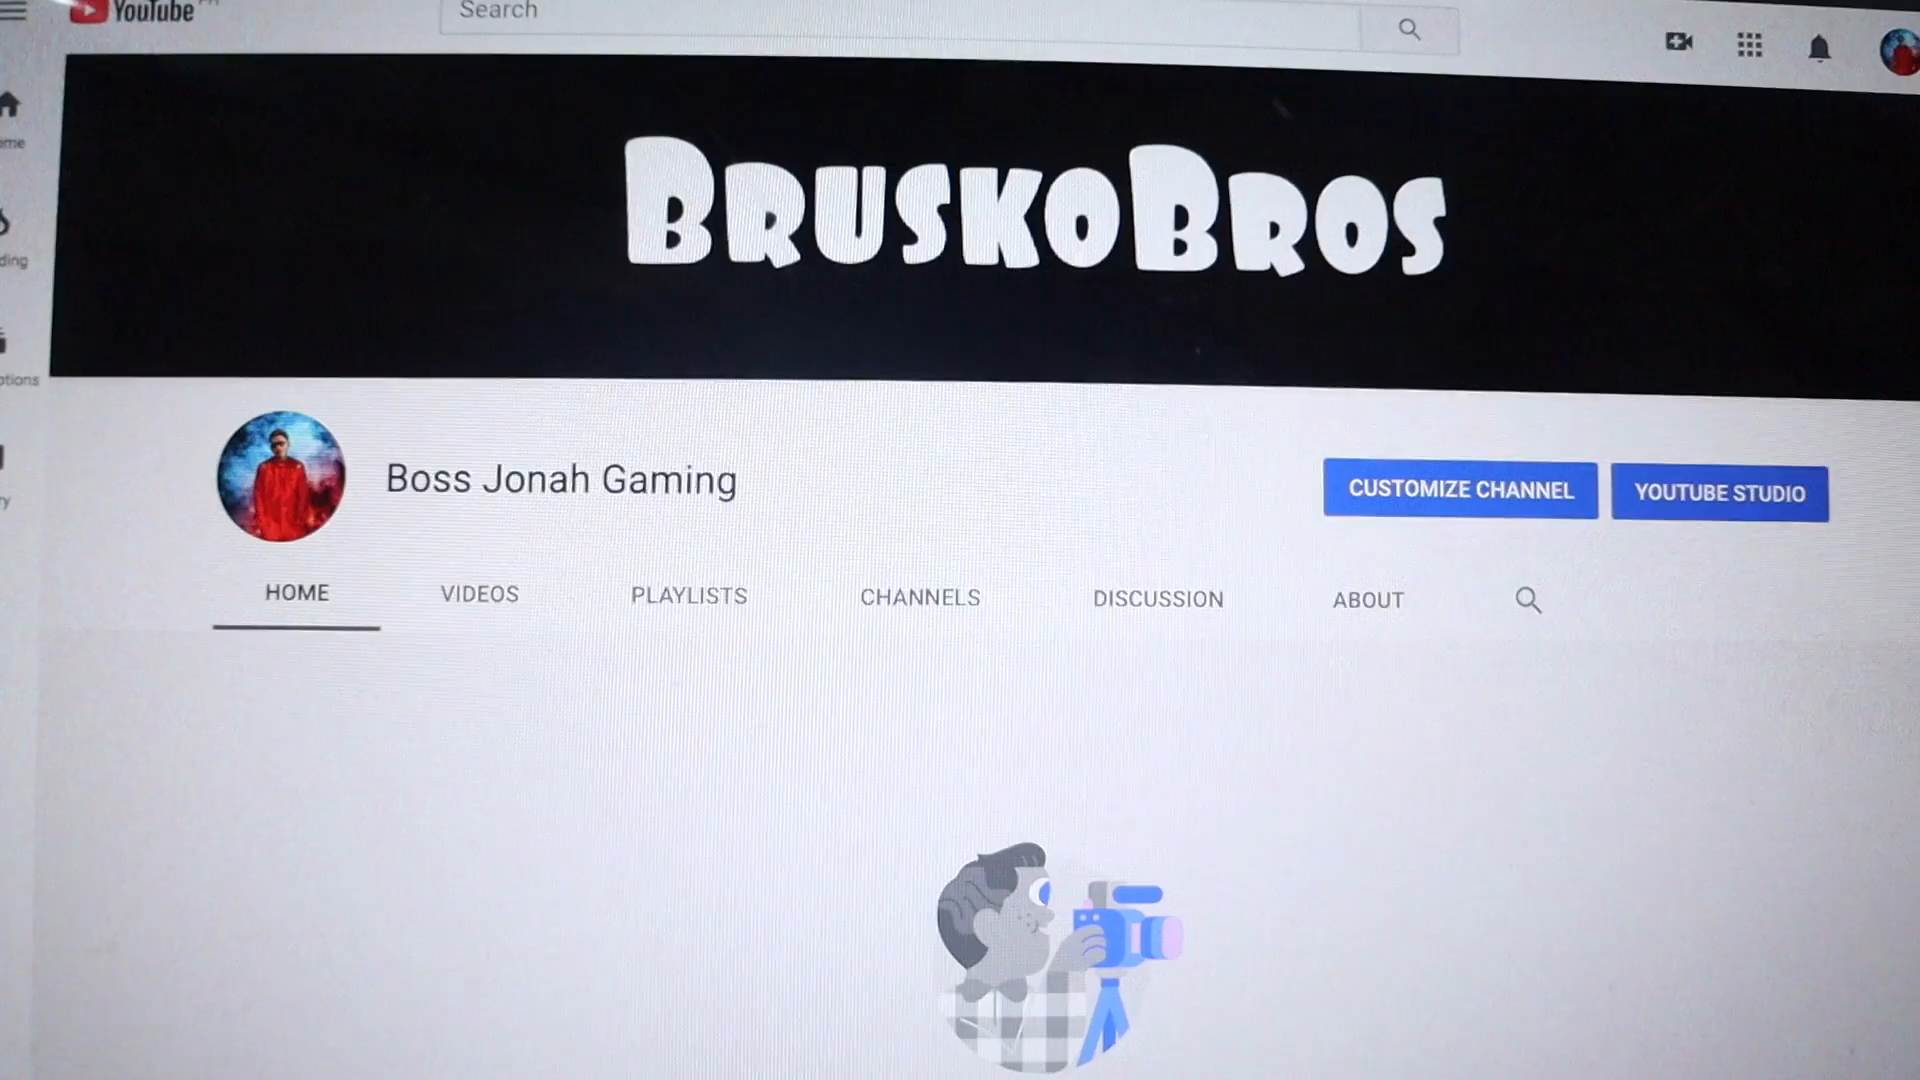 YouTube
Search
BruskoBros
Boss Jonah Gaming
CUSTOMIZE CHANNEL
YOUTUBE STUDIO
HOME
VIDEOS
PLAYLISTS
CHANNELS
DISCUSSION
ABOUT